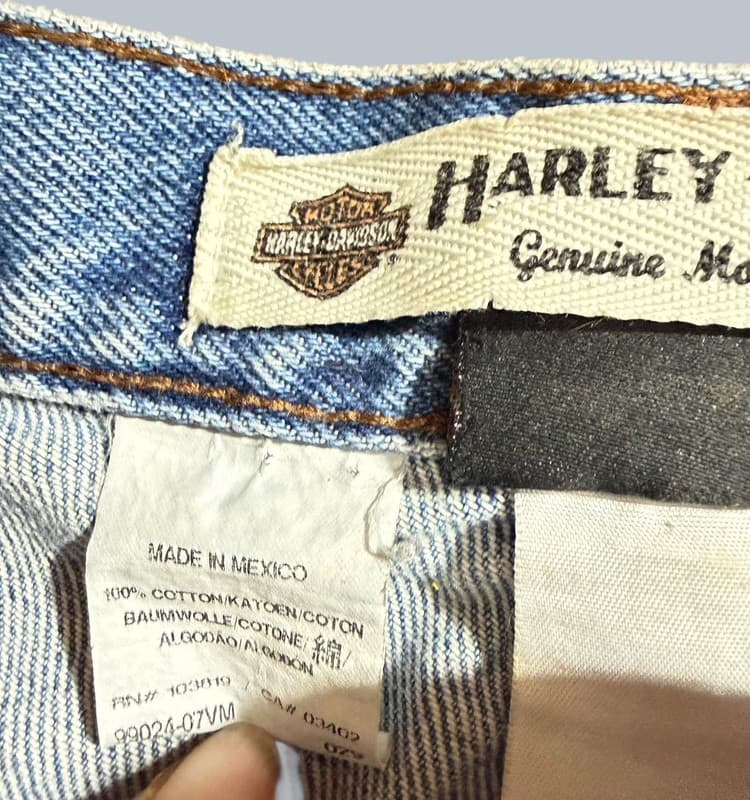 HARLEY-
Genuine Mo
MOTOR
HARLEY-DAVIDSON
CYCLES
®
MADE IN MEXICO
100% COTTON/KATOEN/COTON
BAUMWOLLE/COTONE/綿/
ALGODÃO/ALGODÓN
RN# 103819 / CA# 03402
99024-07VM
029